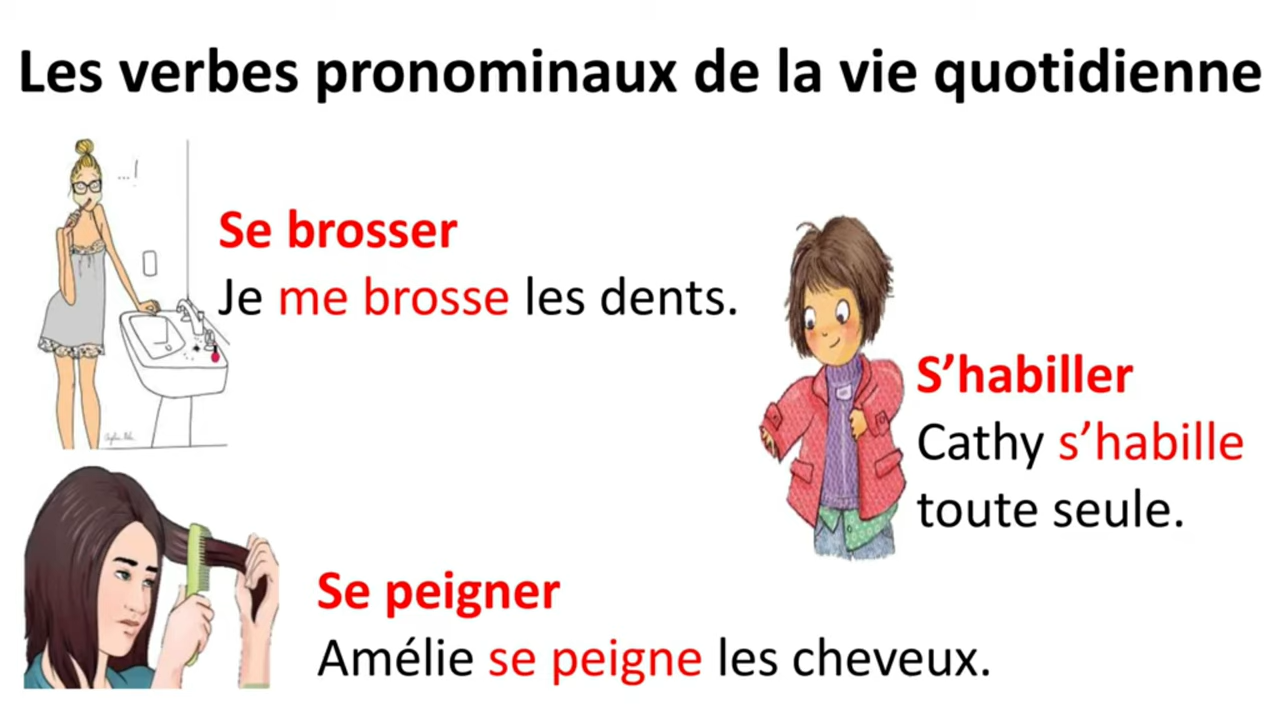 Les verbes pronominaux de la vie quotidienne
...!
Se brosser
Je me brosse les dents.
S’habiller
Cathy s’habille
toute seule.
Se peigner
Amélie se peigne les cheveux.